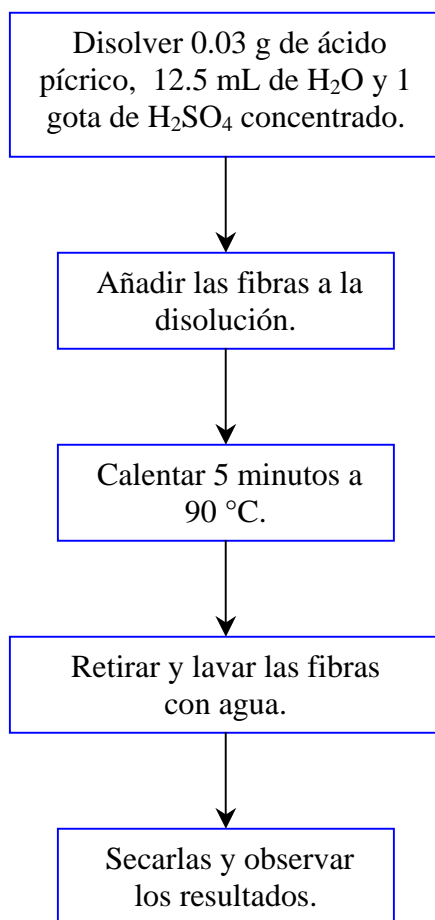 Disolver 0.03 g de ácido
pícrico,  12.5 mL de H₂O y 1
gota de H₂SO₄ concentrado.
Añadir las fibras a la
disolución.
Calentar 5 minutos a
90 °C.
Retirar y lavar las fibras
con agua.
Secarlas y observar
los resultados.